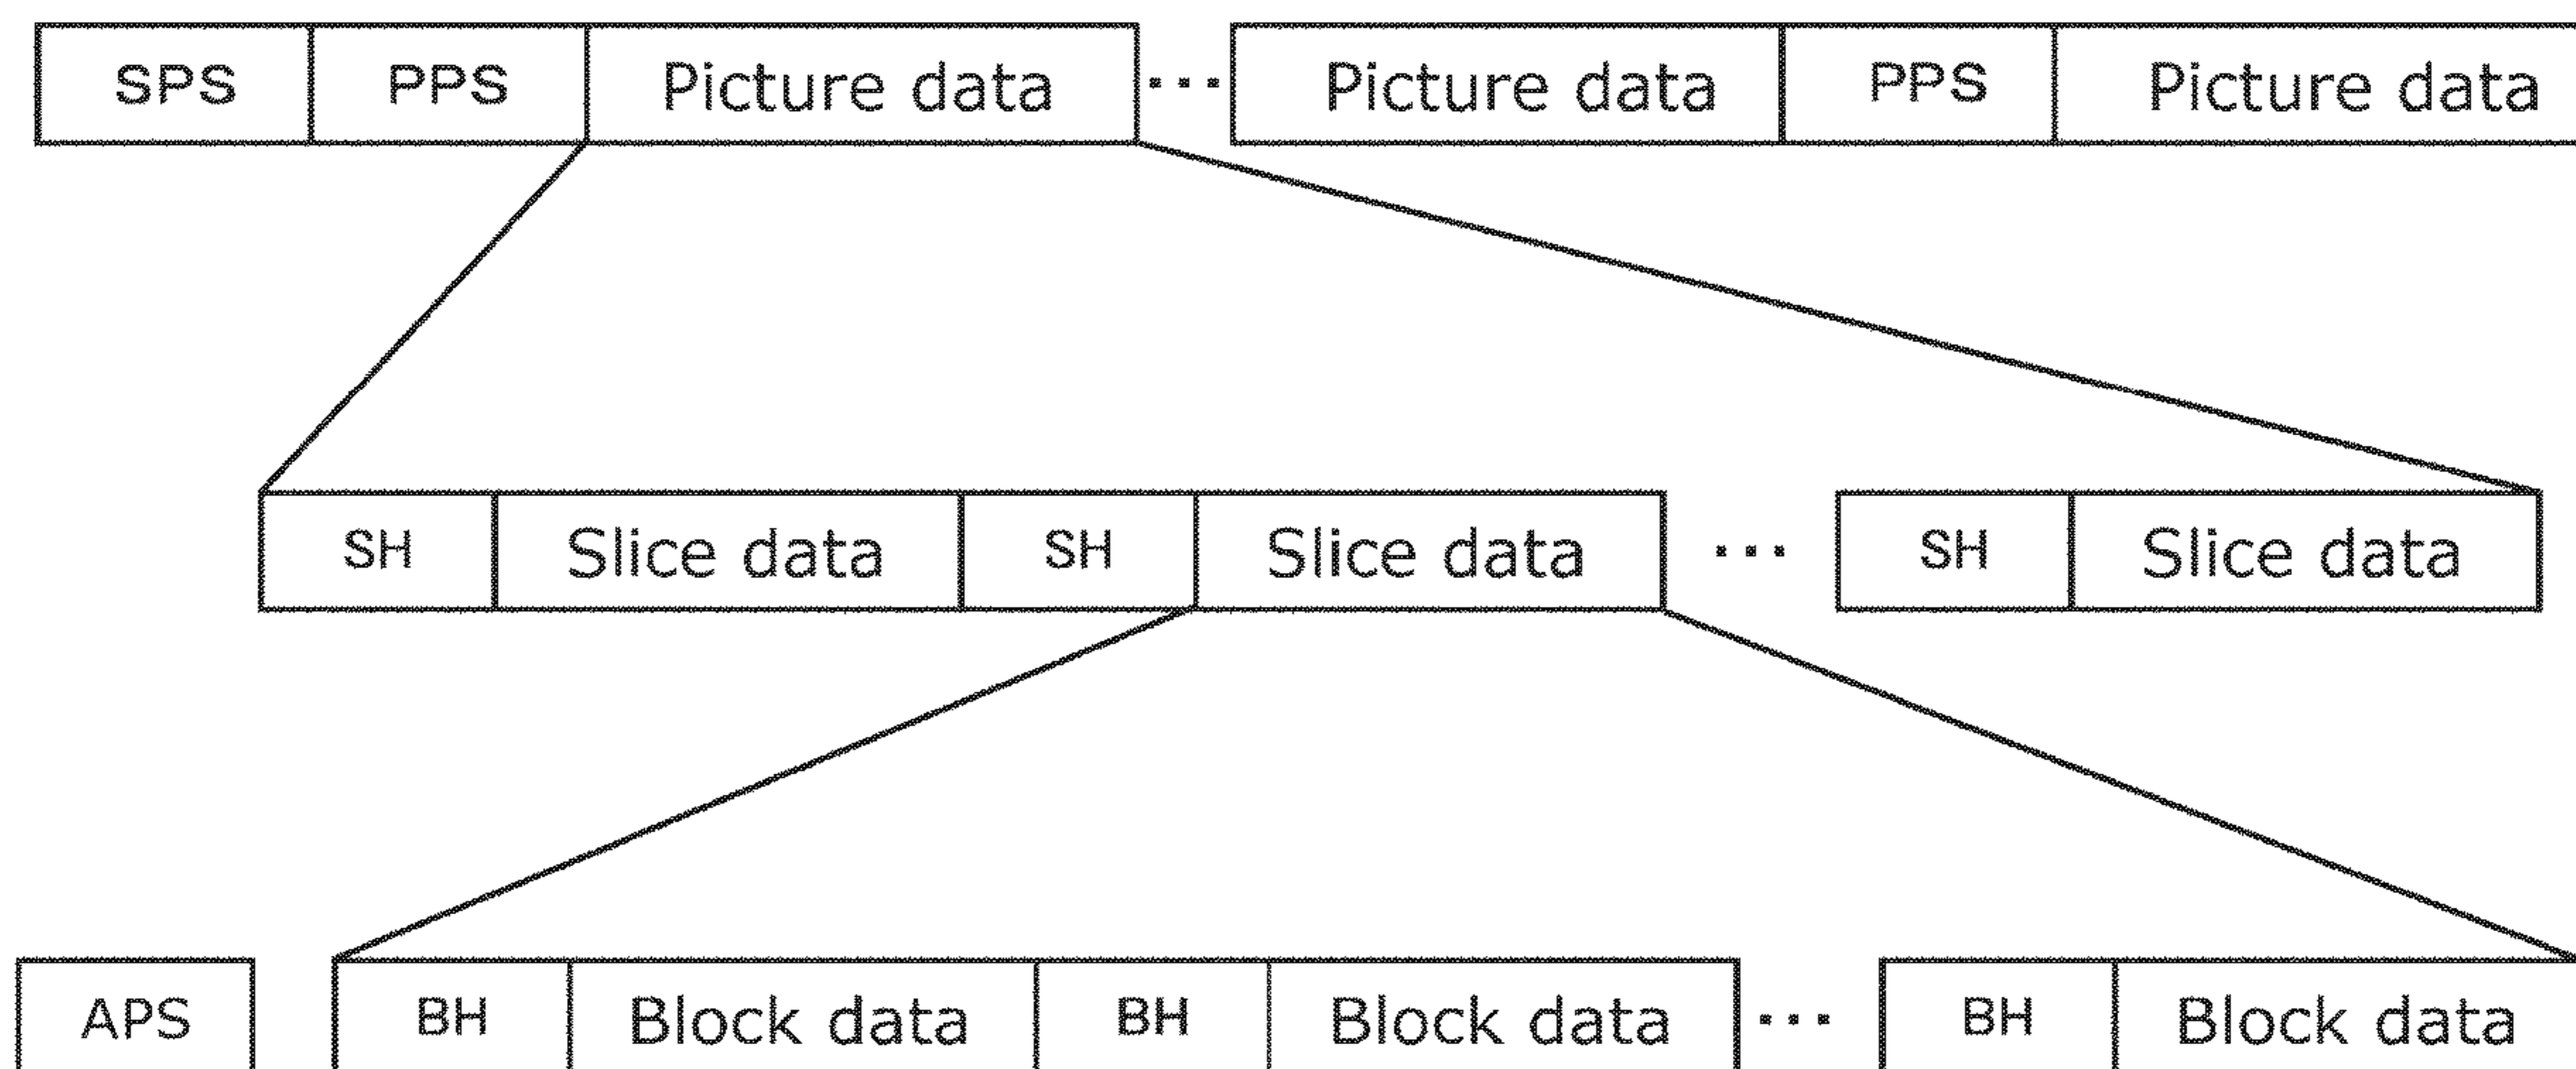 SPS PPS Picture data ... Picture data PPS Picture data
SH Slice data SH Slice data ... SH Slice data
APS BH Block data BH Block data ... BH Block data